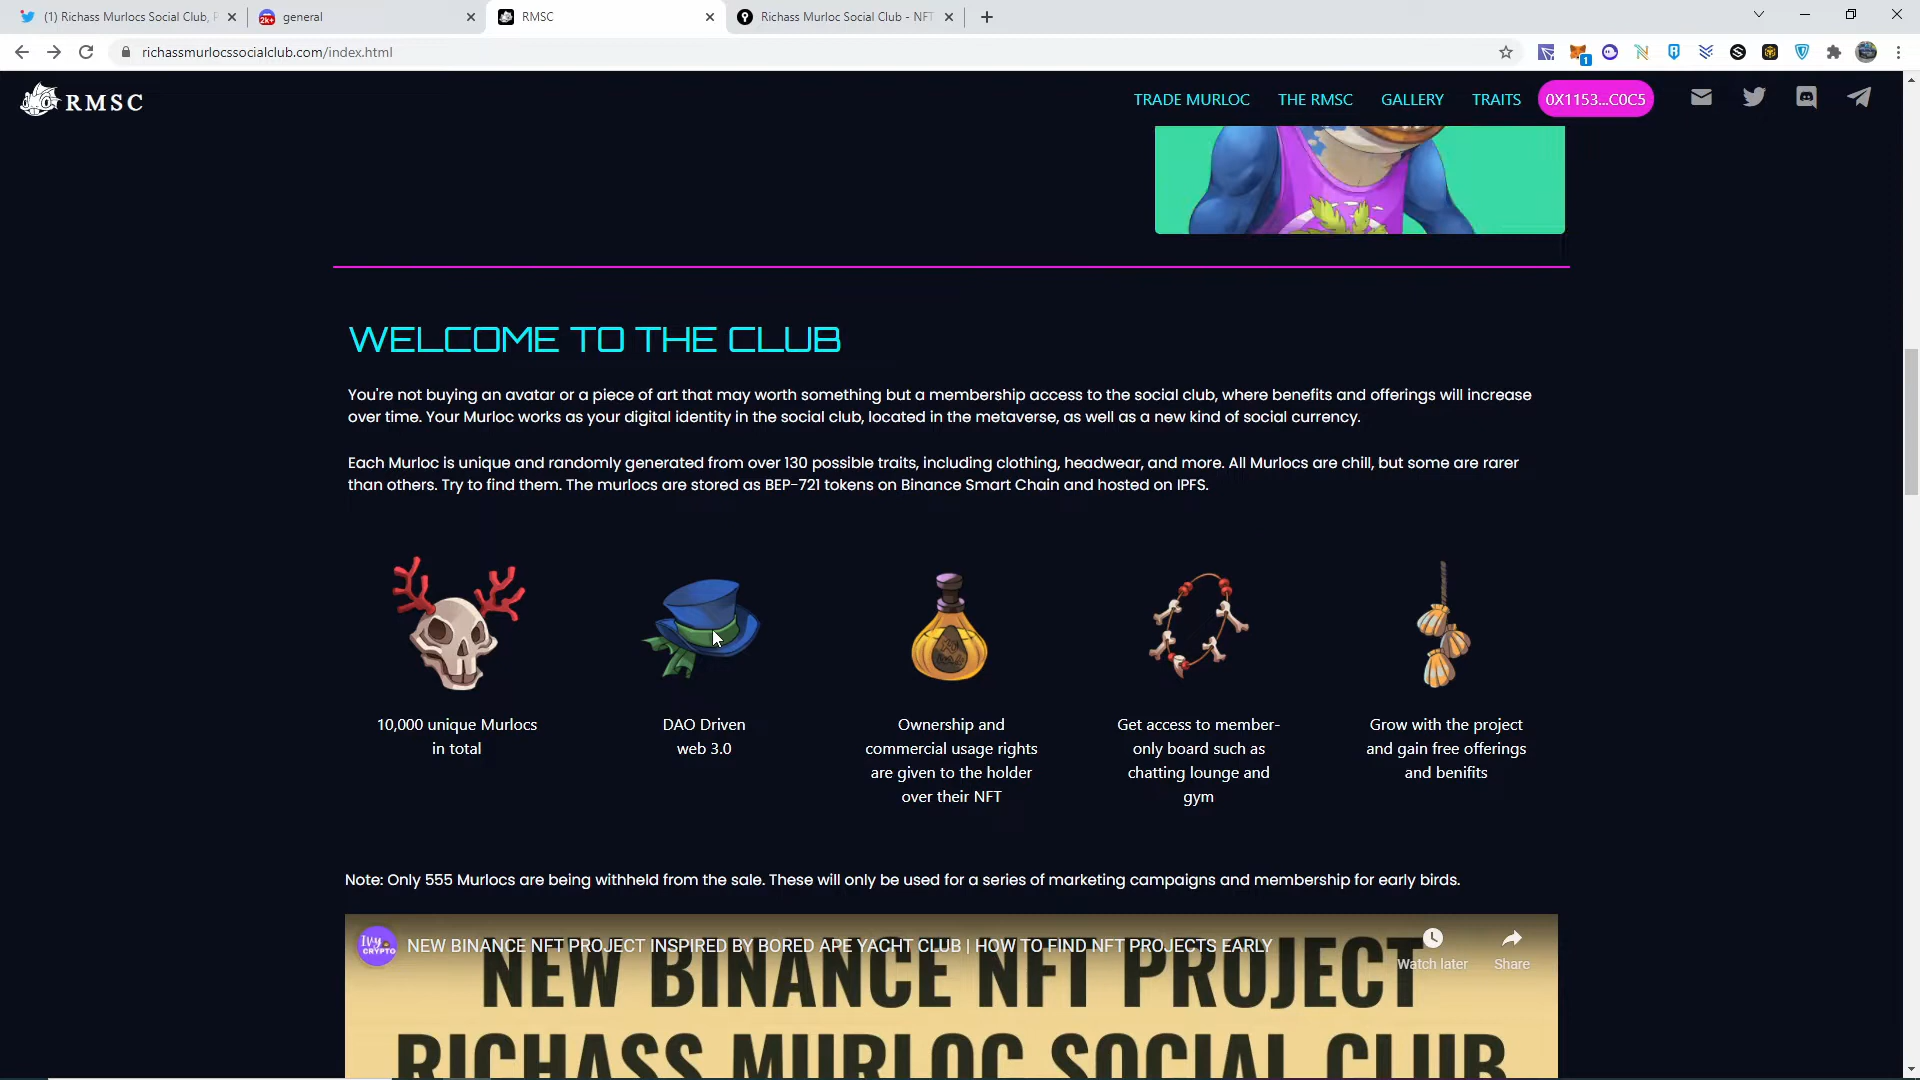 (1) Richass Murlocs Social Club,
general
RMSC
Richass Murloc Social Club - NFT
richassmurlocssocialclub.com/index.html
1
RMSC
TRADE MURLOC
THE RMSC
GALLERY
TRAITS
0X1153...C0C5
WELCOME TO THE CLUB
You're not buying an avatar or a piece of art that may worth something but a membership access to the social club, where benefits and offerings will increase
over time. Your Murloc works as your digital identity in the social club, located in the metaverse, as well as a new kind of social currency.
Each Murloc is unique and randomly generated from over 130 possible traits, including clothing, headwear, and more. All Murlocs are chill, but some are rarer
than others. Try to find them. The murlocs are stored as BEP-721 tokens on Binance Smart Chain and hosted on IPFS.
10,000 unique Murlocs
in total
DAO Driven
web 3.0
Ownership and
commercial usage rights
are given to the holder
over their NFT
Get access to member-
only board such as
chatting lounge and
gym
Grow with the project
and gain free offerings
and benifits
Note: Only 555 Murlocs are being withheld from the sale. These will only be used for a series of marketing campaigns and membership for early birds.
Ivy
CRYPTO
NEW BINANCE NFT PROJECT INSPIRED BY BORED APE YACHT CLUB | HOW TO FIND NFT PROJECTS EARLY
Watch later
Share
NEW BINANCE NFT PROJECT
RICHASS MURLOC SOCIAL CLUB